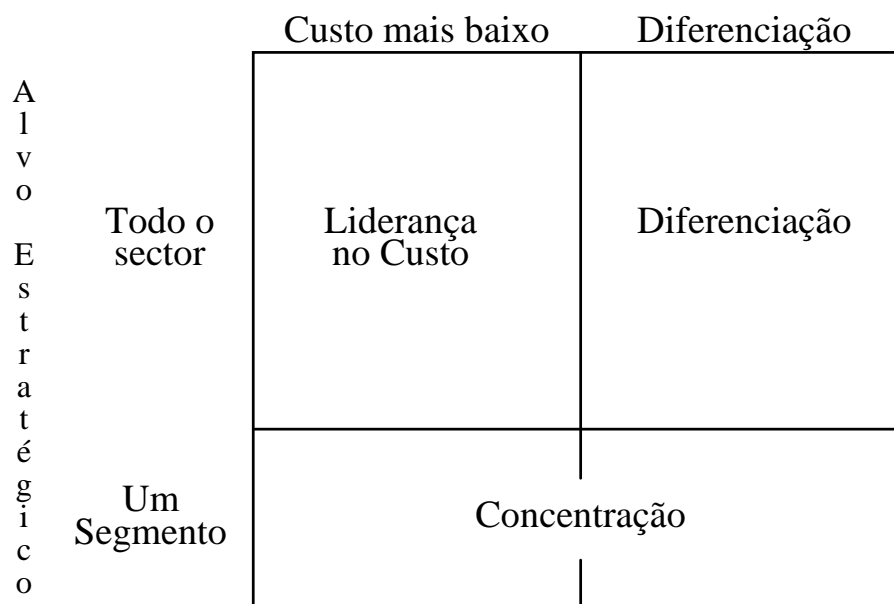 Custo mais baixo
Diferenciação
Alvo Estratégico
Todo o
sector
Liderança
no Custo
Diferenciação
Um
Segmento
Concentração